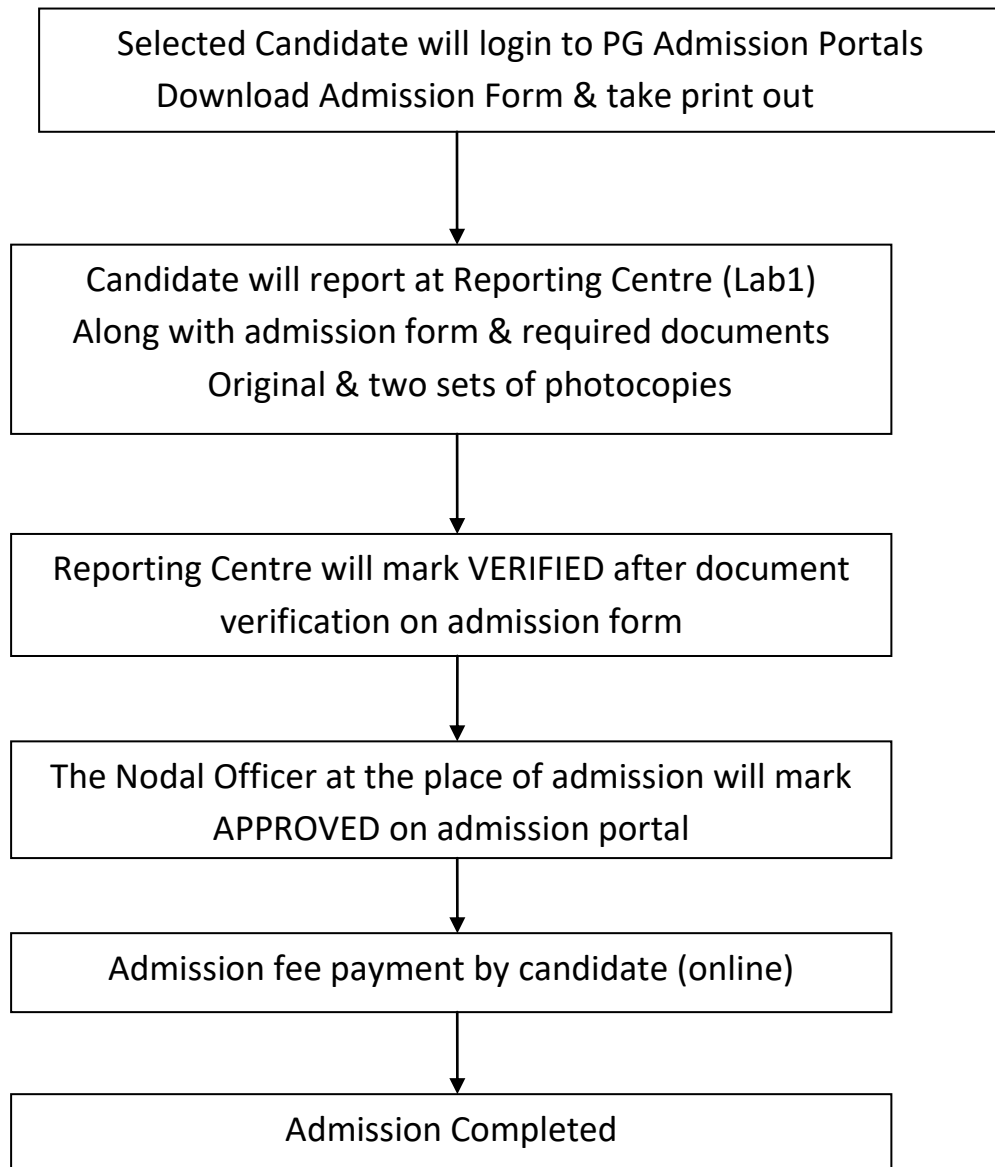 Selected Candidate will login to PG Admission Portals
Download Admission Form & take print out
Candidate will report at Reporting Centre (Lab1)
Along with admission form & required documents
Original & two sets of photocopies
Reporting Centre will mark VERIFIED after document
verification on admission form
The Nodal Officer at the place of admission will mark
APPROVED on admission portal
Admission fee payment by candidate (online)
Admission Completed